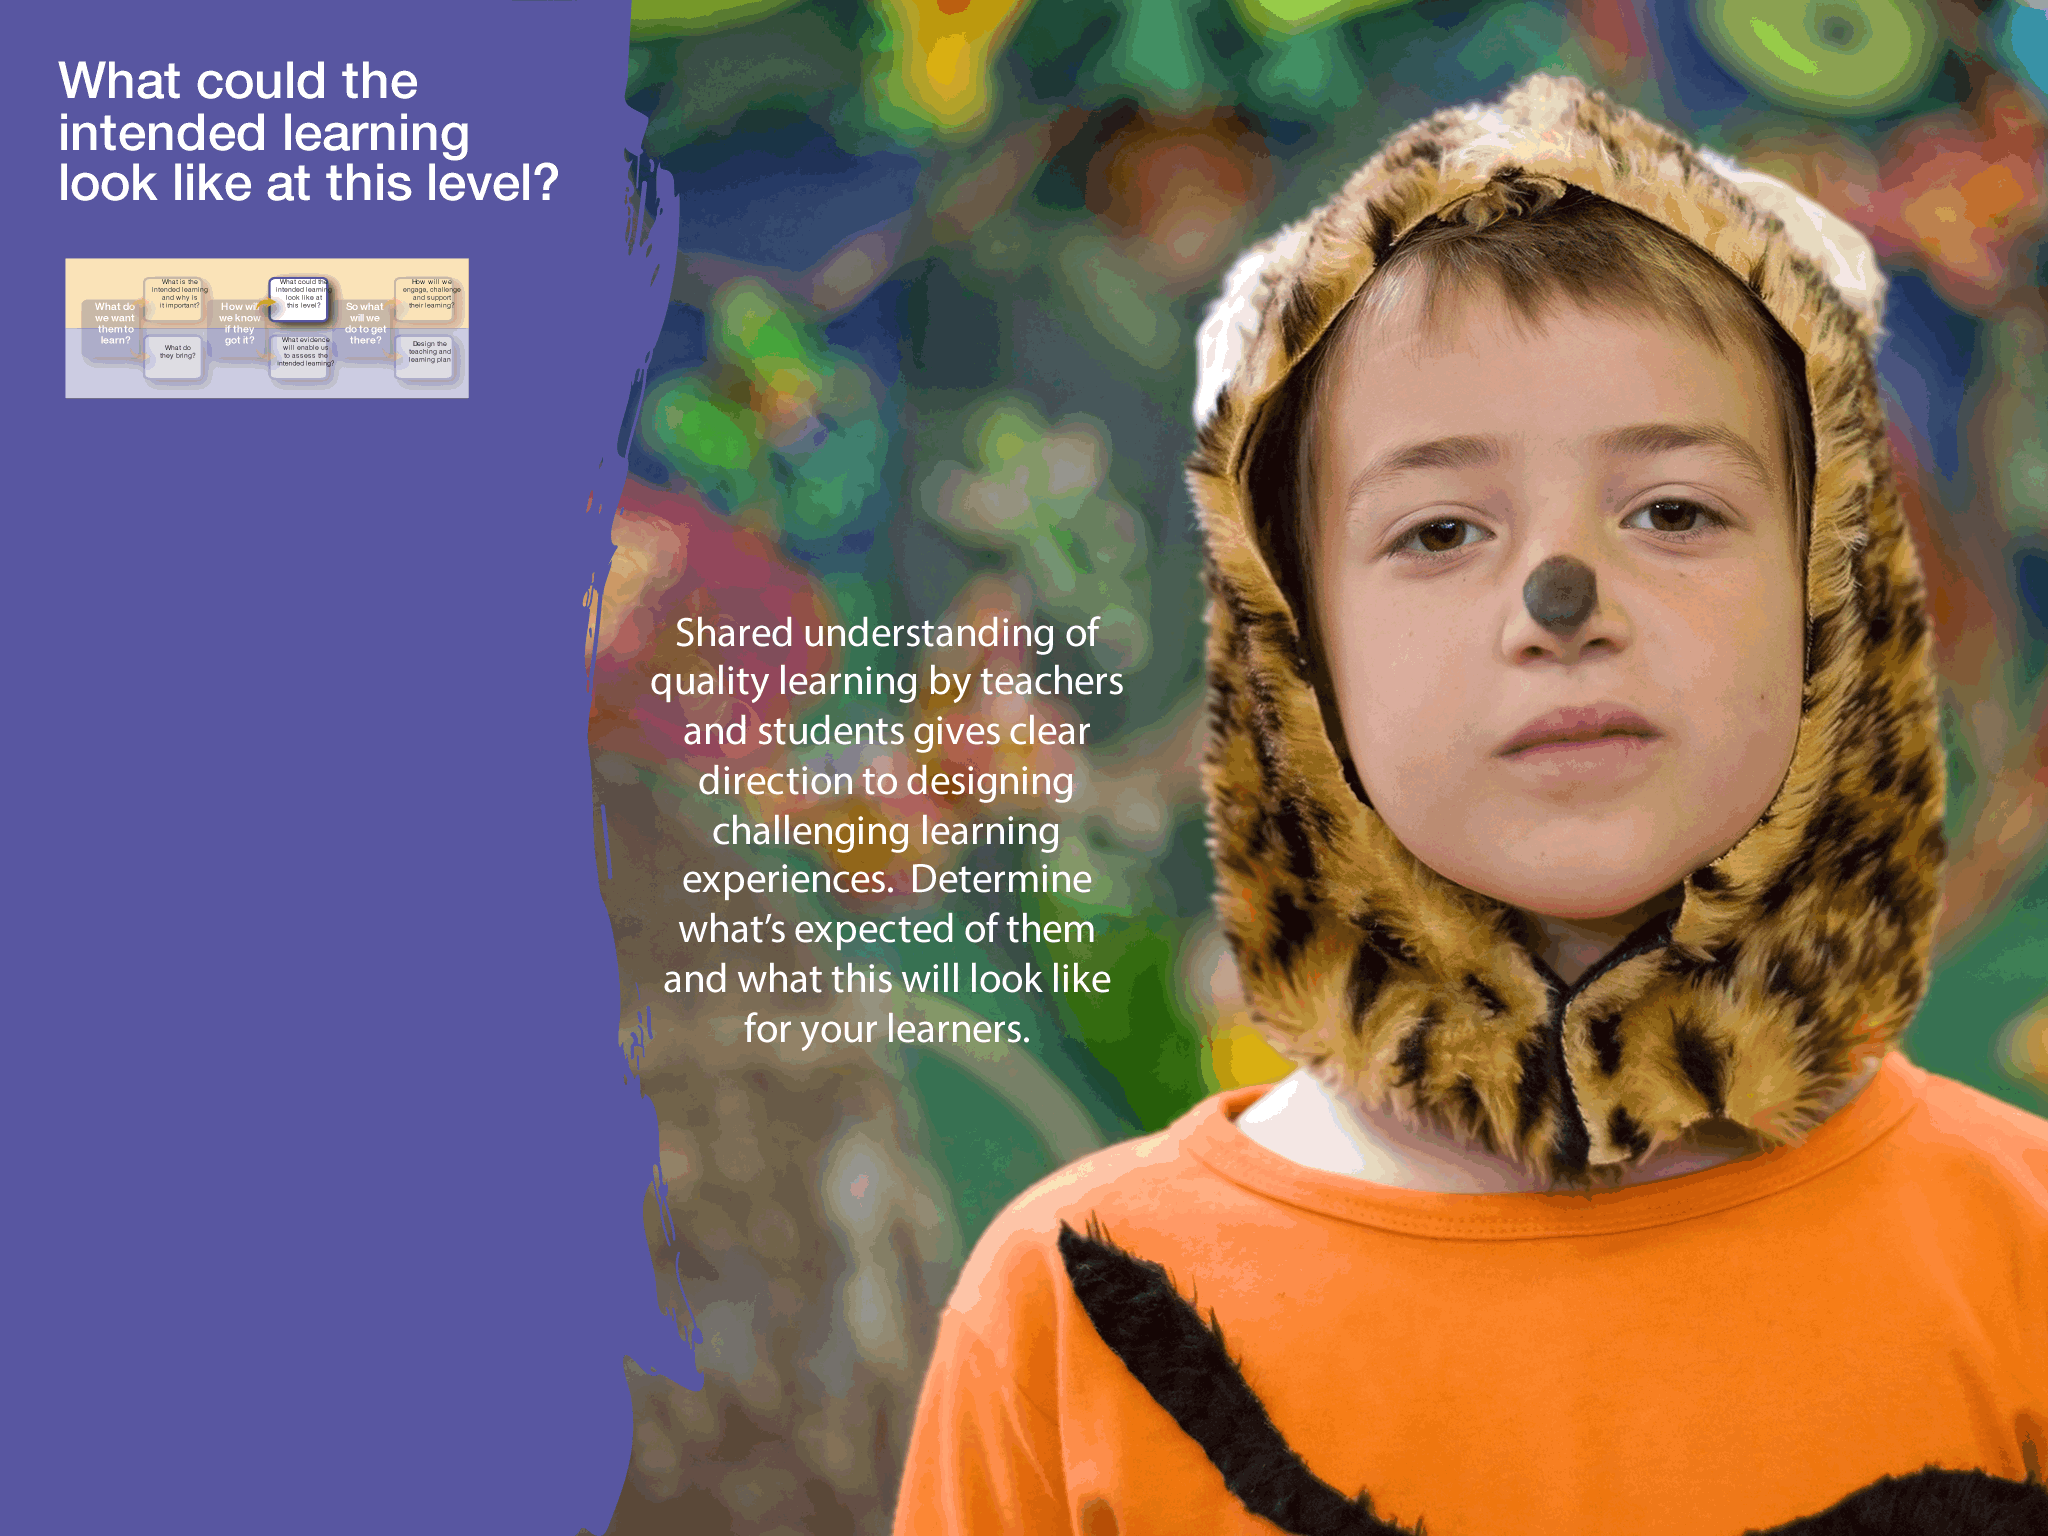 What could the
intended learning
look like at this level?
What do
we want
them to
learn?
What is the
intended learning
and why is
it important?
What do
they bring?
How will
we know
if they
got it?
What could the
intended learning
look like at
this level?
What evidence
will enable us
to assess the
intended learning?
So what
will we
do to get
there?
How will we
engage, challenge
and support
their learning?
Design the
teaching and
learning plan
Shared understanding of
quality learning by teachers
and students gives clear
direction to designing
challenging learning
experiences.  Determine
what’s expected of them
and what this will look like
for your learners.